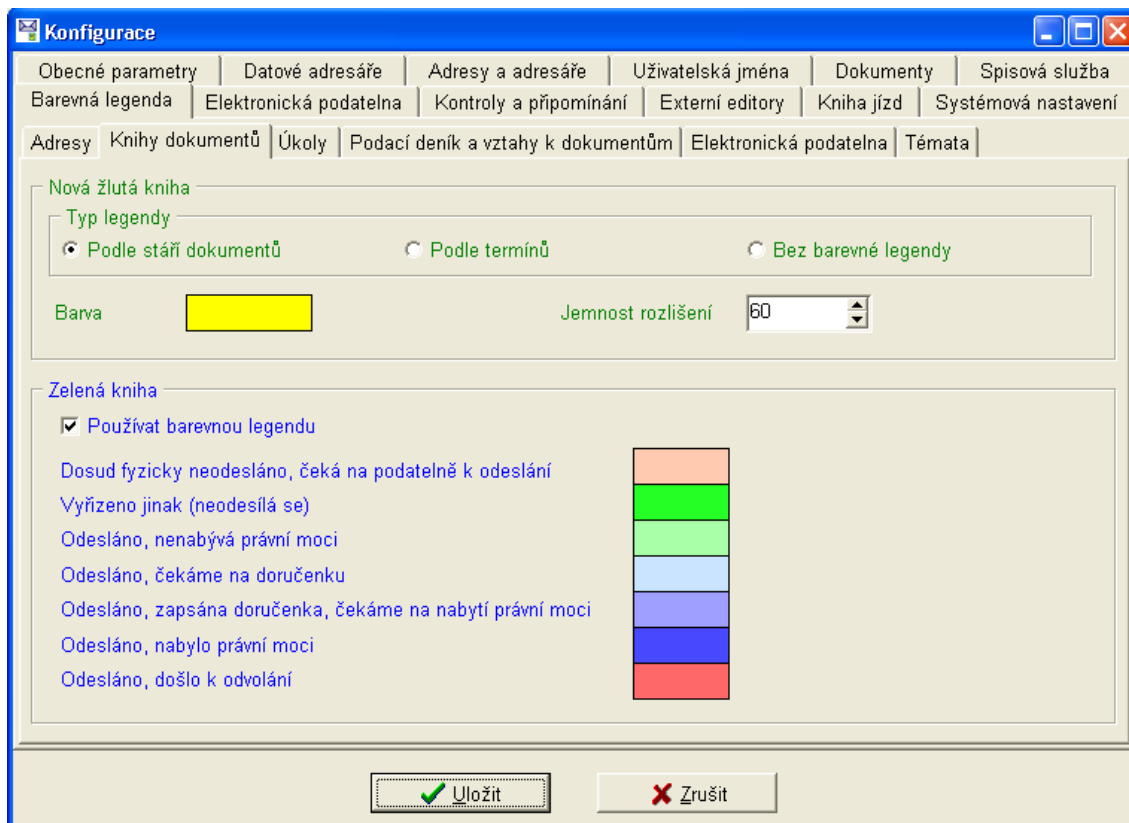 Konfigurace
Obecné parametry Datové adresáře Adresy a adresáře Uživatelská jména Dokumenty Spisová služba
Barevná legenda Elektronická podatelna Kontroly a připomínání Externí editory Kniha jízd Systémová nastavení
Adresy Knihy dokumentů Úkoly Podací deník a vztahy k dokumentům Elektronická podatelna Témata
Nová žlutá kniha
Typ legendy
Podle stáří dokumentů Podle termínů Bez barevné legendy
Barva Jemnost rozlišení 60
Zelená kniha
Používat barevnou legendu
Dosud fyzicky neodesláno, čeká na podatelně k odeslání
Vyřizeno jinak (neodesílá se)
Odesláno, nenabývá právní moci
Odesláno, čekáme na doručenku
Odesláno, zapsána doručenka, čekáme na nabytí právní moci
Odesláno, nabylo právní moci
Odesláno, došlo k odvolání
Uložit Zrušit